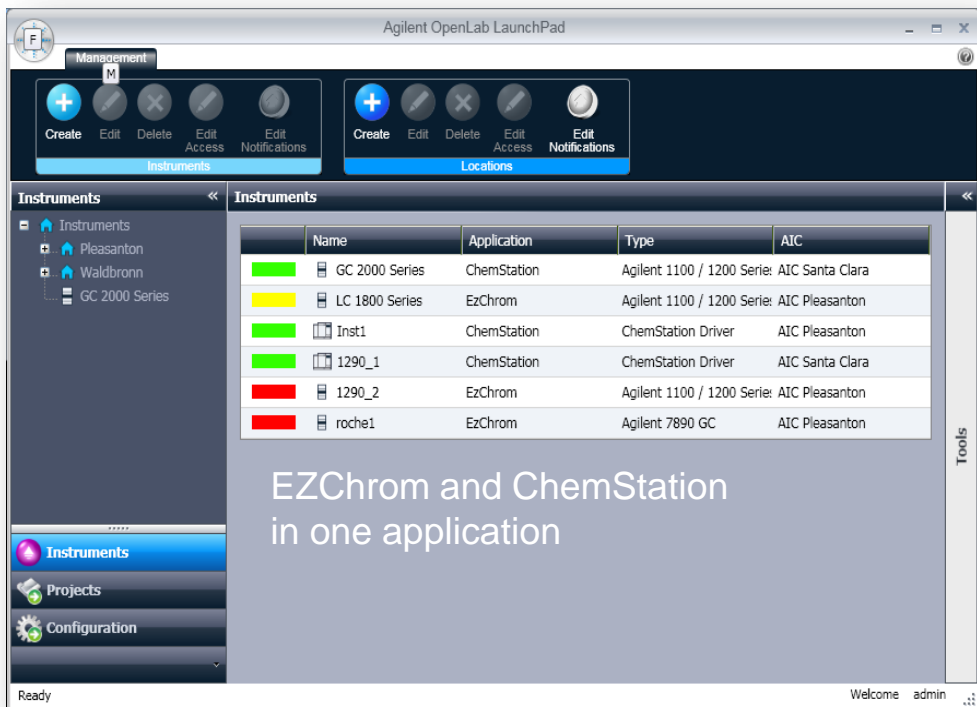 Agilent OpenLab LaunchPad
F
Management
M
Create Edit Delete Edit Access Edit Notifications
Instruments
Create Edit Delete Edit Access Edit Notifications
Locations
Instruments «
Instruments
Pleasanton
Waldbronn
GC 2000 Series
Instruments
«
Name Application Type AIC
GC 2000 Series ChemStation Agilent 1100 / 1200 Series AIC Santa Clara
LC 1800 Series EzChrom Agilent 1100 / 1200 Series AIC Pleasanton
Inst1 ChemStation ChemStation Driver AIC Pleasanton
1290_1 ChemStation ChemStation Driver AIC Santa Clara
1290_2 EzChrom Agilent 1100 / 1200 Series AIC Pleasanton
roche1 EzChrom Agilent 7890 GC AIC Pleasanton
EZChrom and ChemStation
in one application
Tools
Instruments
Projects
Configuration
Ready
Welcome admin